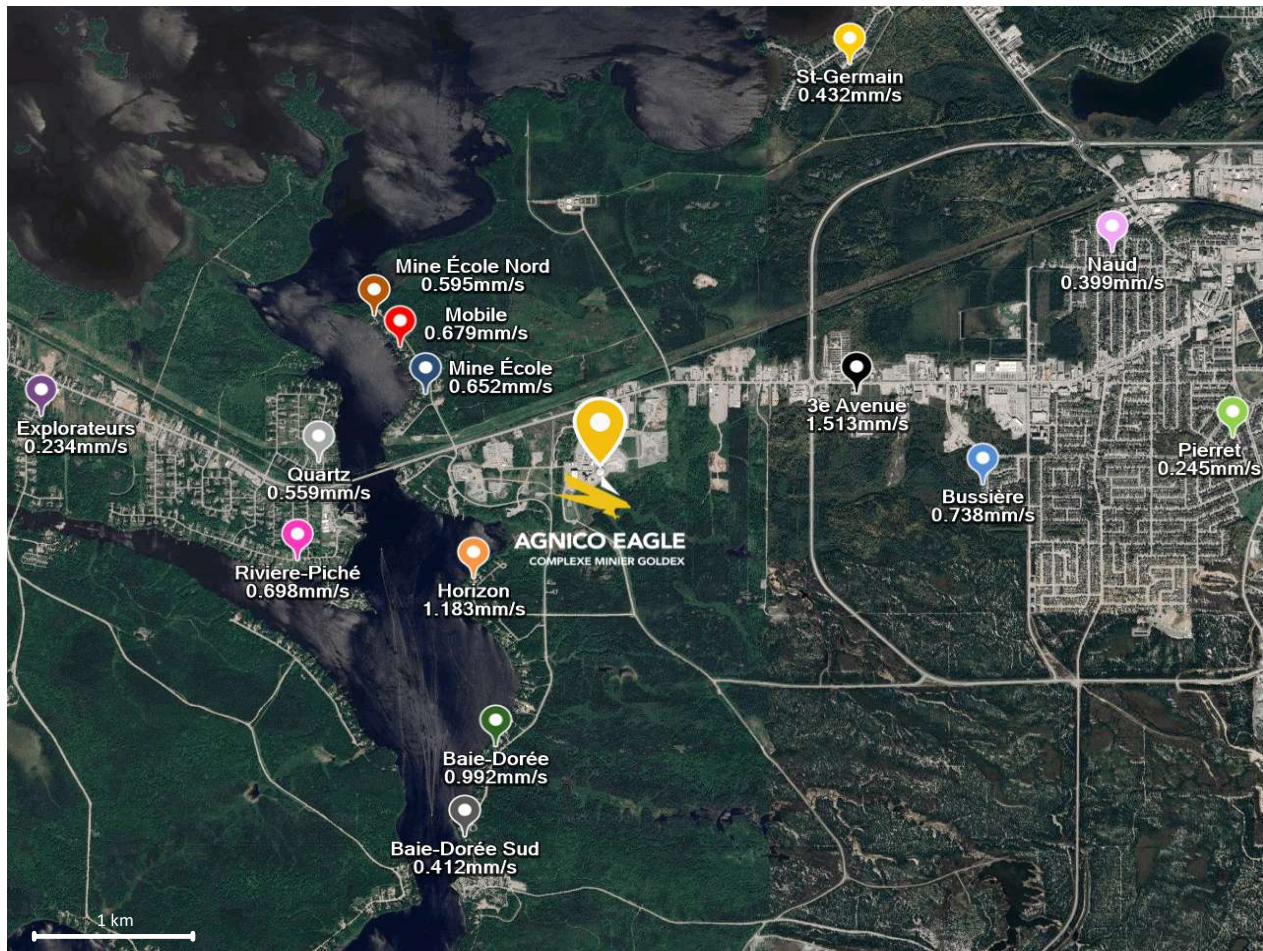 St-Germain
0.432mm/s
Naud
0.399mm/s
Mine École Nord
0.595mm/s
Mobile
0.679mm/s
Mine École
0.652mm/s
3e Avenue
1.513mm/s
Explorateurs
0.234mm/s
Quartz
0.559mm/s
Pierret
0.245mm/s
Bussière
0.738mm/s
AGNICO EAGLE
COMPLEXE MINIER GOLDEX
Rivière-Piché
0.698mm/s
Horizon
1.183mm/s
Baie-Dorée
0.992mm/s
Baie-Dorée Sud
0.412mm/s
1 km